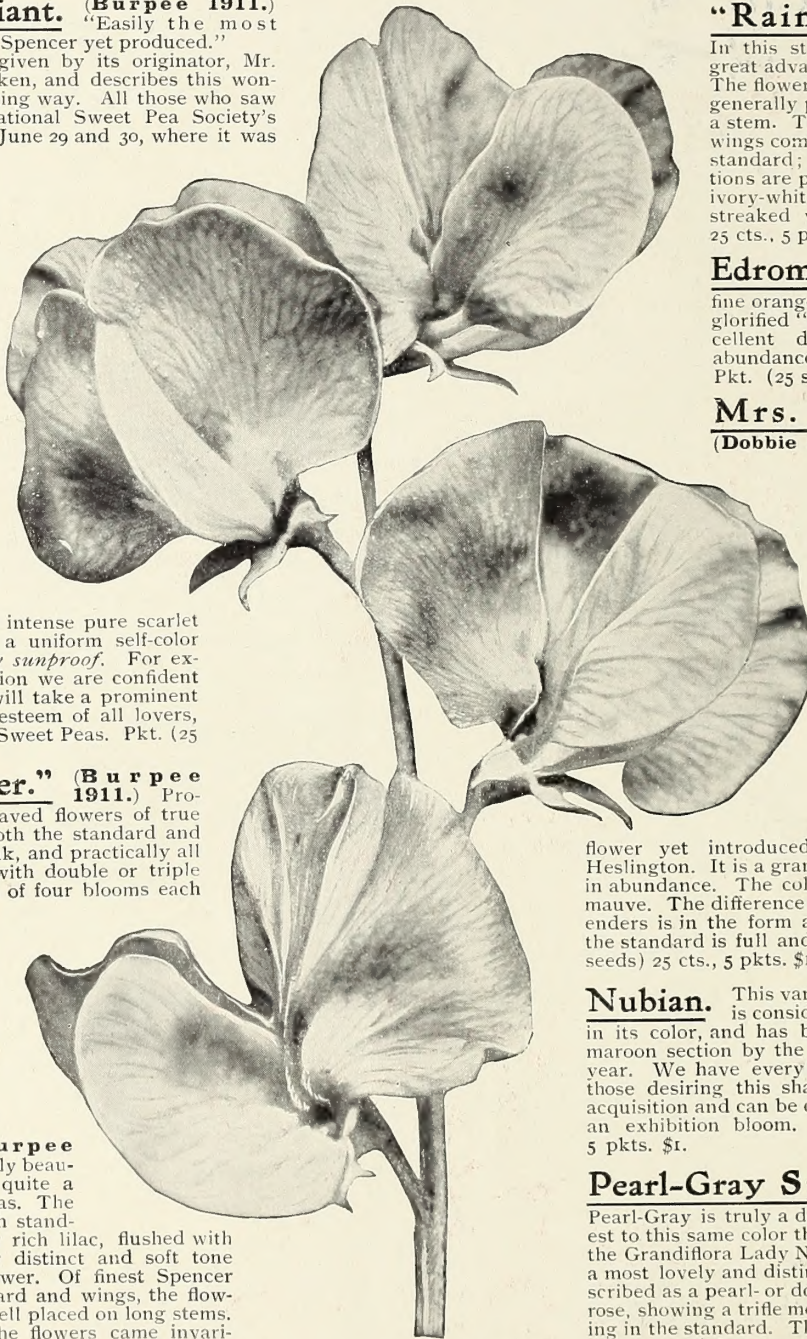 iant. (Burpee 1911.)
"Easily the most
Spencer yet produced."
given by its originator, Mr.
ken, and describes this won-
ing way. All those who saw
ational Sweet Pea Society's
June 29 and 30, where it was
intense pure scarlet
a uniform self-color
sunproof. For ex-
ion we are confident
will take a prominent
esteem of all lovers,
Sweet Peas. Pkt. (25
er." (Burpee
1911.) Pro-
aved flowers of true
oth the standard and
k, and practically all
with double or triple
of four blooms each
urpee
ly beau-
quite a
as. The
n stand-
rich lilac, flushed with
distinct and soft tone
wer. Of finest Spencer
ard and wings, the flow-
ell placed on long stems.
he flowers came invari-
"Rain
In this st
great adva
The flower
generally p
a stem. T
wings com
standard;
tions are p
ivory-whit
streaked
25 cts., 5 p
Edrom
fine orang
glorified "
cellent d
abundance
Pkt. (25 s
Mrs.
(Dobbie
flower yet introduced
Heslington. It is a gran
in abundance. The col
mauve. The difference
enders is in the form a
the standard is full and
seeds) 25 cts., 5 pkts. $1
Nubian. This var
is consid
in its color, and has b
maroon section by the
year. We have every
those desiring this sha
acquisition and can be
an exhibition bloom.
5 pkts. $1.
Pearl-Gray S
Pearl-Gray is truly a d
est to this same color th
the Grandiflora Lady N
a most lovely and distin
scribed as a pearl- or do
rose, showing a trifle mo
ing in the standard. Th